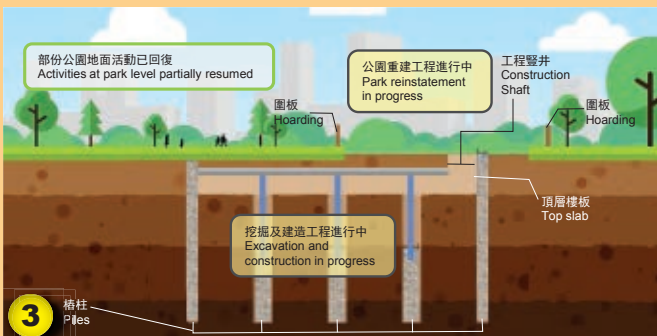 部份公園地面活動已回復
Activities at park level partially resumed
公園重建工程進行中
Park reinstatement
in progress
工程豎井
Construction
Shaft
圍板
Hoarding
圍板
Hoarding
頂層樓板
Top slab
挖掘及建造工程進行中
Excavation and
construction in progress
3
樁柱
Piles